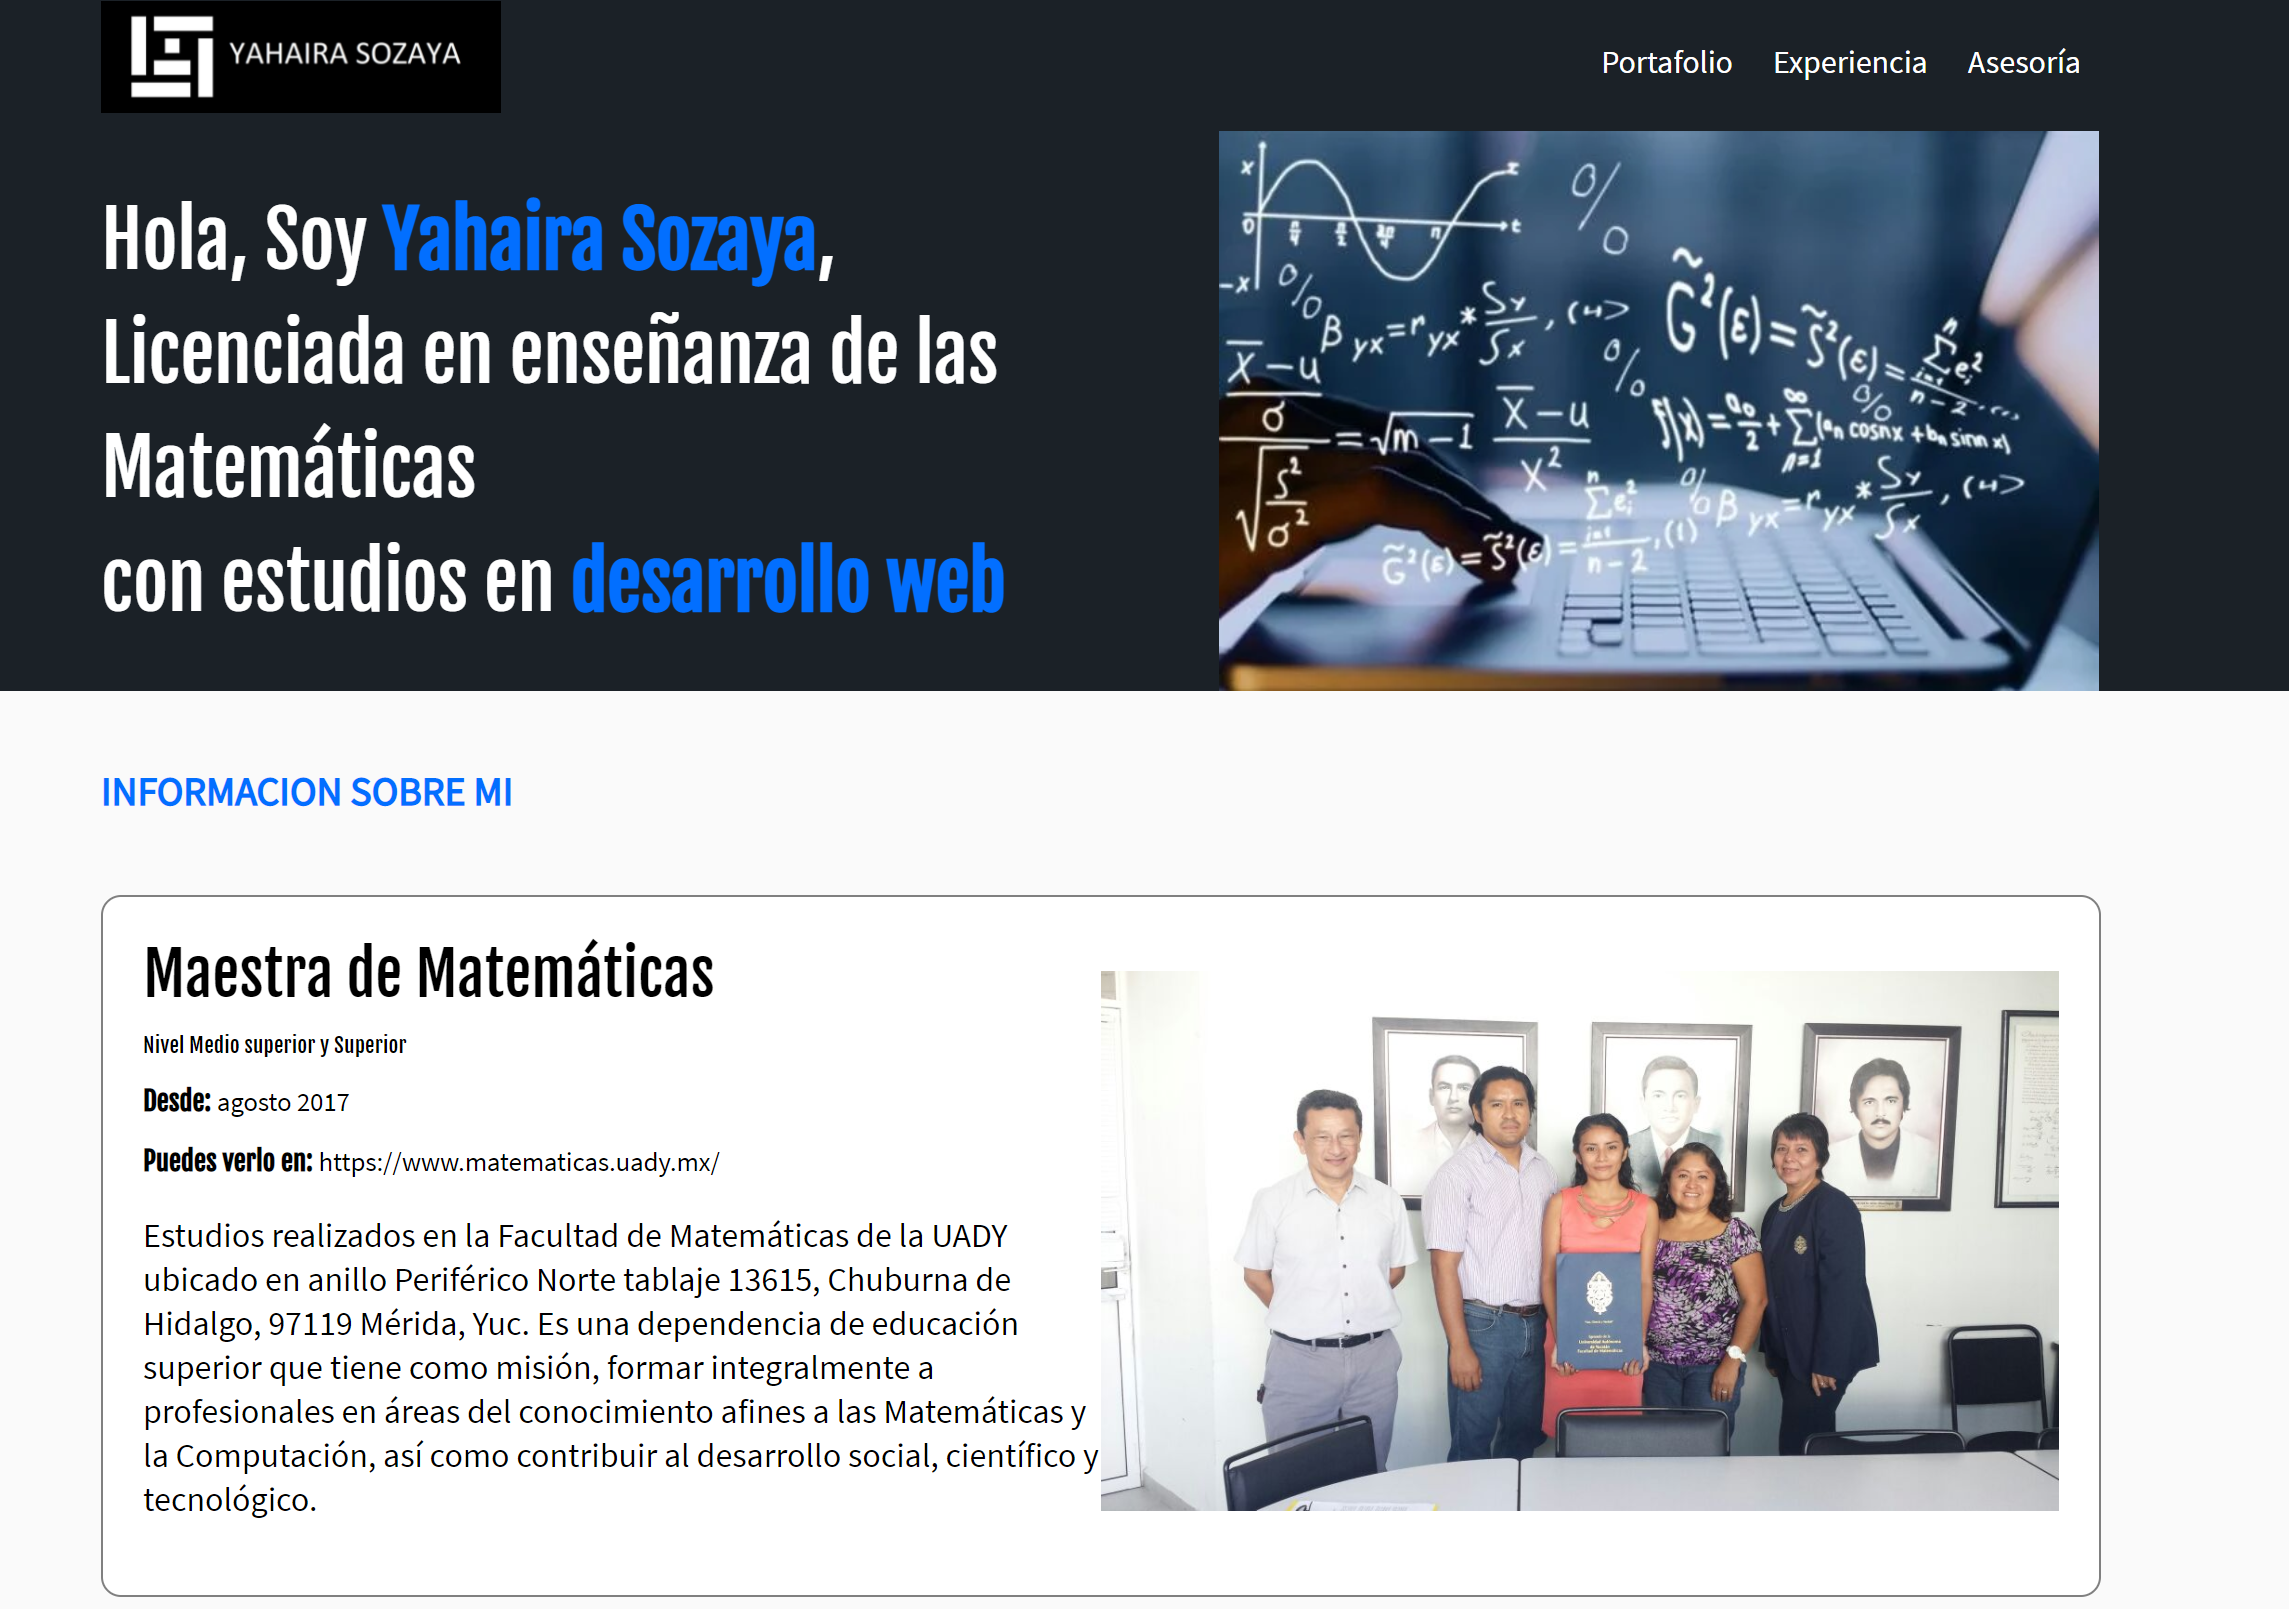 YAHAIRA SOZAYA
Portafolio Experiencia Asesoría
Hola, Soy Yahaira Sozaya,
Licenciada en enseñanza de las
Matemáticas
con estudios en desarrollo web
INFORMACION SOBRE MI
Maestra de Matemáticas
Nivel Medio superior y Superior
Desde: agosto 2017
Puedes verlo en: https://www.matematicas.uady.mx/
Estudios realizados en la Facultad de Matemáticas de la UADY
ubicado en anillo Periférico Norte tablaje 13615, Chuburna de
Hidalgo, 97119 Mérida, Yuc. Es una dependencia de educación
superior que tiene como misión, formar integralmente a
profesionales en áreas del conocimiento afines a las Matemáticas y
la Computación, así como contribuir al desarrollo social, científico y
tecnológico.